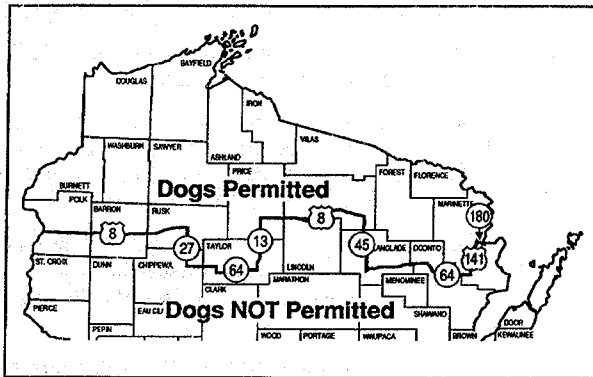 BAYFIELD
DOUGLAS
IRON
VILAS
WASHBURN
SAWYER
ASHLAND
PRICE
FOREST
FLORENCE
BURNETT
POLK
Dogs Permitted
MARINETTE
180
BARRON
RUSK
8
8
27
TAYLOR
13
45
LANGLADE
OCONTO
141
ST. CROIX
DUNN
CHIPPEWA
64
LINCOLN
64
CLARK
MARATHON
MENOMINEE
PIERCE
EAU CL
Dogs NOT Permitted
SHAWANO
DOOR
PEPIN
WOOD
PORTAGE
WAUPACA
BROWN
KEWAUNEE